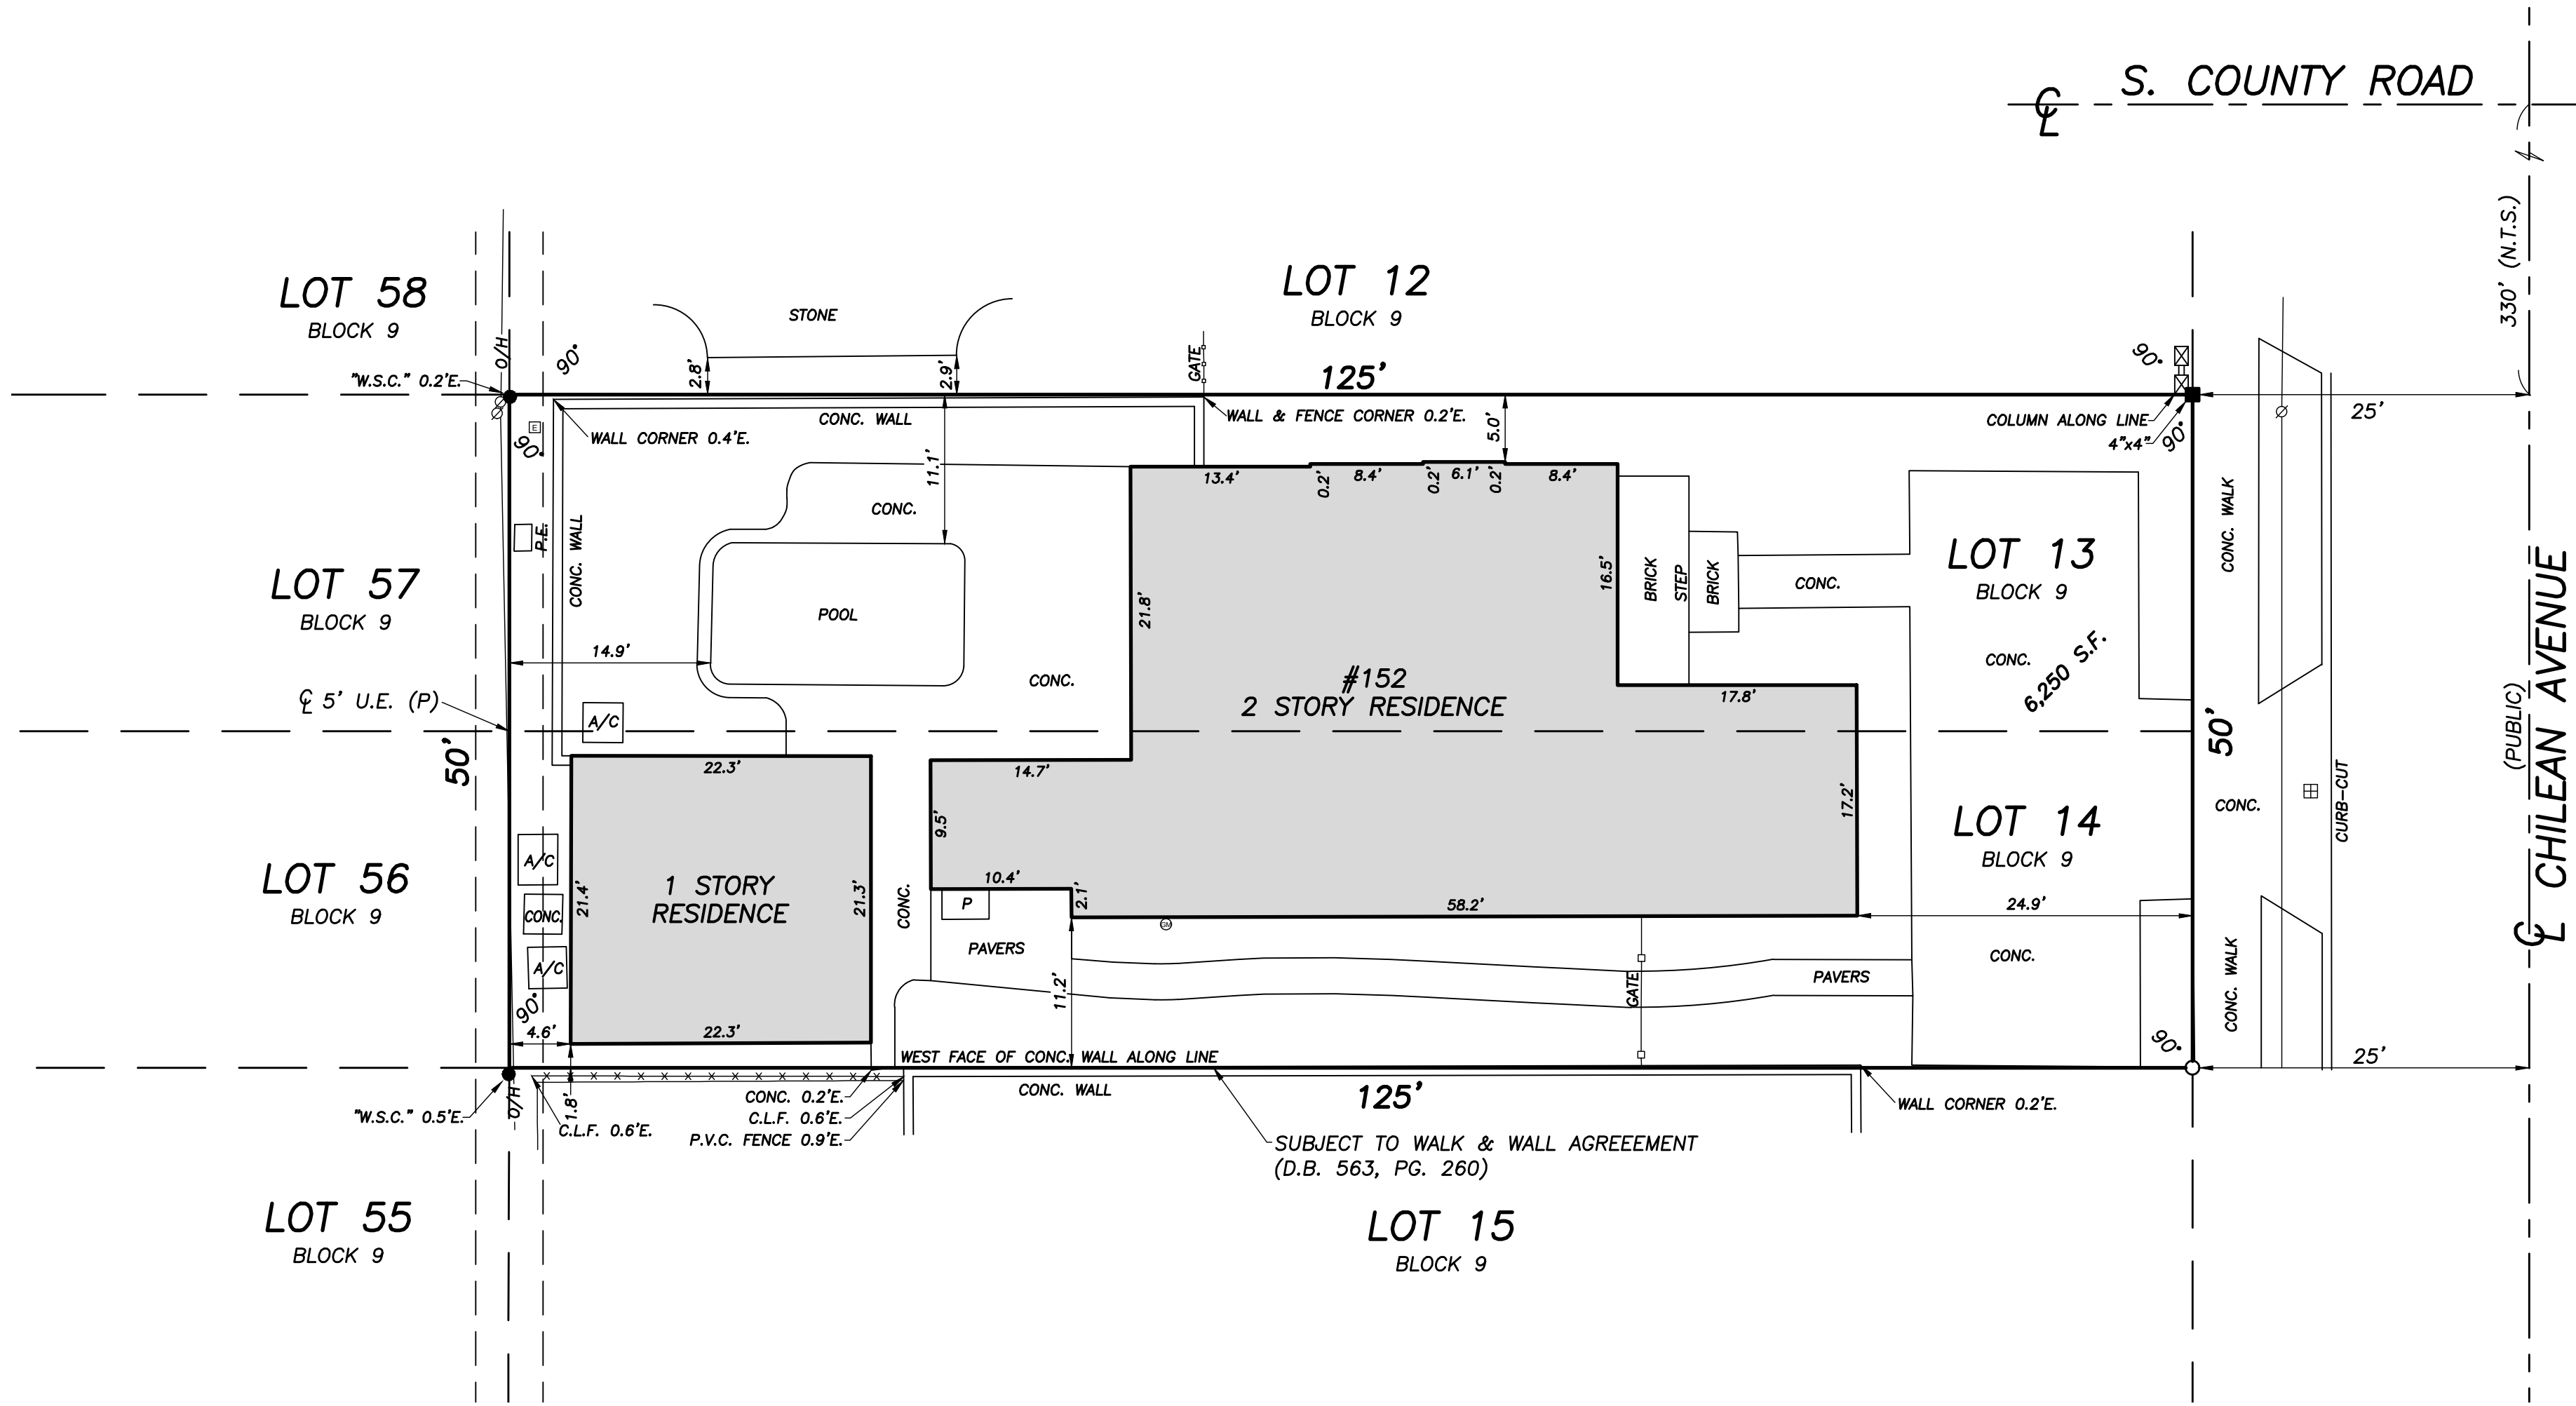 S. COUNTY ROAD
℄
330' (N.T.S.)
LOT 58
BLOCK 9
LOT 12
BLOCK 9
STONE
O/H
90°
2.8'
2.9'
GATE
125'
90°
"W.S.C." 0.2'E.
CONC. WALL
WALL & FENCE CORNER 0.2'E.
5.0'
COLUMN ALONG LINE
4"x4"
90°
25'
WALL CORNER 0.4'E.
E
90°
11.1'
13.4'
0.2'
8.4'
0.2'
6.1'
0.2'
8.4'
CONC.
CONC. WALK
P.E.
CONC. WALL
LOT 57
BLOCK 9
POOL
21.8'
16.5'
BRICK
STEP
BRICK
CONC.
LOT 13
BLOCK 9
14.9'
CONC.
CONC.
6,250 S.F.
℄ 5' U.E. (P)
A/C
#152
2 STORY RESIDENCE
17.8'
50'
50'
(PUBLIC)
℄ CHILEAN AVENUE
22.3'
14.7'
9.5'
17.2'
CONC.
CURB-CUT
LOT 14
BLOCK 9
LOT 56
BLOCK 9
A/C
CONC.
A/C
21.4'
1 STORY
RESIDENCE
21.3'
CONC.
10.4'
2.1'
P
58.2'
24.9'
GM
PAVERS
PAVERS
CONC.
CONC. WALK
11.2'
GATE
90°
4.6'
22.3'
90°
WEST FACE OF CONC. WALL ALONG LINE
25'
CONC. WALL
125'
"W.S.C." 0.5'E.
O/H
1.8'
C.L.F. 0.6'E.
CONC. 0.2'E.
C.L.F. 0.6'E.
P.V.C. FENCE 0.9'E.
WALL CORNER 0.2'E.
SUBJECT TO WALK & WALL AGREEEMENT
(D.B. 563, PG. 260)
LOT 55
BLOCK 9
LOT 15
BLOCK 9